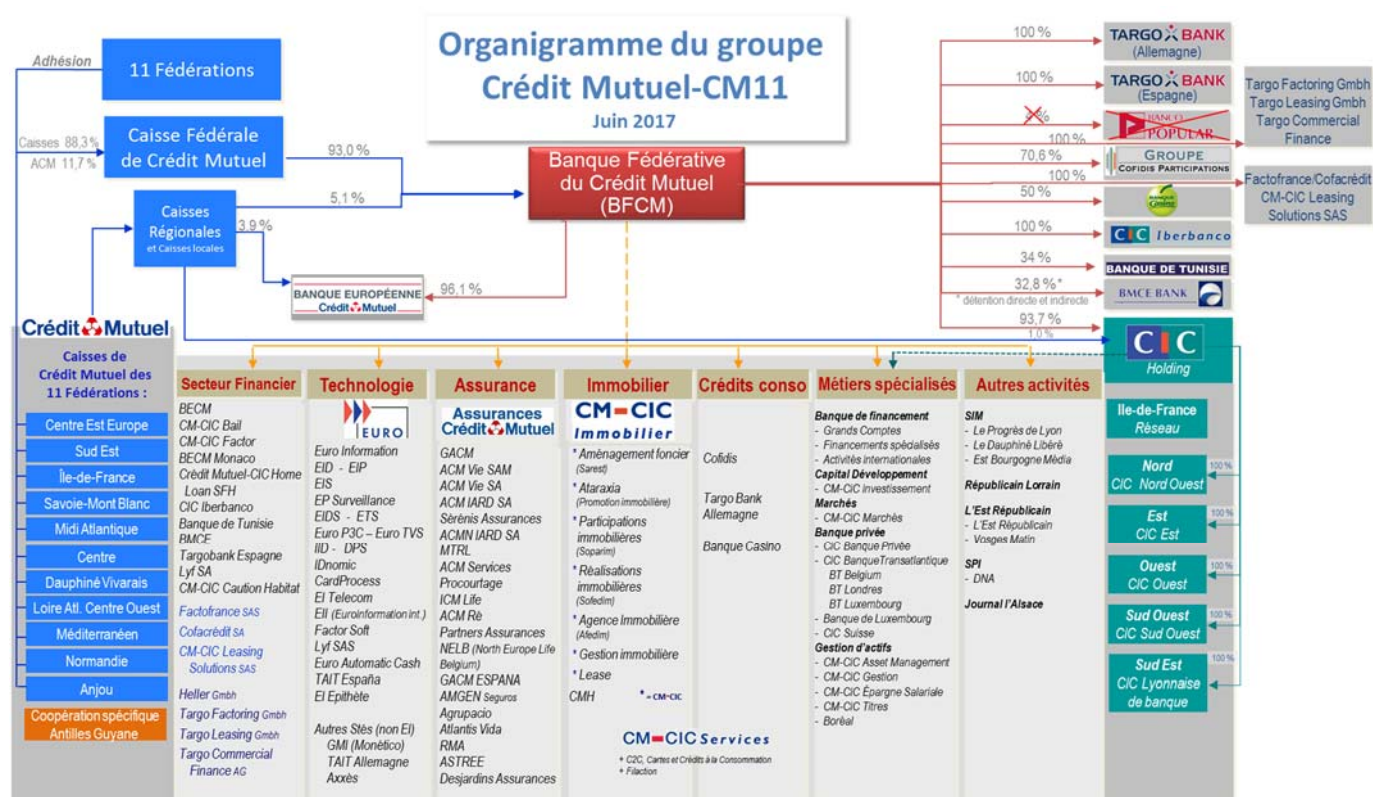 Organigramme du groupe
Crédit Mutuel-CM11
Juin 2017
Adhésion
11 Fédérations
Caisses 88,3%
ACM 11,7%
Caisse Fédérale
de Crédit Mutuel
93,0%
5,1%
Caisses
Régionales
et Caisses locales
3,9%
Banque Fédérative
du Crédit Mutuel
(BFCM)
BANQUE EUROPÉENNE
Crédit Mutuel
96,1%
100 %
TARGO BANK
(Allemagne)
100 %
TARGO BANK
(Espagne)
BANCO
POPULAR
100 %
Targo Factoring Gmbh
Targo Leasing Gmbh
Targo Commercial
Finance
70,6 %
GROUPE
COFIDIS PARTICIPATIONS
100 %
Factofrance/Cofacrédit
CM-CIC Leasing
Solutions SAS
50 %
BANQUE Casino
100 %
CIC Iberbanco
34 %
BANQUE DE TUNISIE
32,8 %*
BMCE BANK
* détention directe et indirecte
93,7 %
1,0 %
CIC
Holding
Crédit Mutuel
Caisses de
Crédit Mutuel des
11 Fédérations :
Centre Est Europe
Sud Est
Île-de-France
Savoie-Mont Blanc
Midi Atlantique
Centre
Dauphiné Vivarais
Loire Atl. Centre Ouest
Méditerranéen
Normandie
Anjou
Coopération spécifique
Antilles Guyane
Secteur Financier
BECM
CM-CIC Bail
CM-CIC Factor
BECM Monaco
Crédit Mutuel-CIC Home
Loan SFH
CIC Iberbanco
Banque de Tunisie
BMCE
Targobank Espagne
Lyf SA
CM-CIC Caution Habitat
Factofrance SAS
Cofacrédit SA
CM-CIC Leasing
Solutions SAS
Heller Gmbh
Targo Factoring Gmbh
Targo Leasing Gmbh
Targo Commercial
Finance AG
Technologie
EURO
Euro Information
EID - EIP
EIS
EP Surveillance
EIDS - ETS
Euro P3C – Euro TVS
IID - DPS
IDnomic
CardProcess
EI Telecom
EII (Euroinformation Int.)
Factor Soft
Lyf SAS
Euro Automatic Cash
TAIT España
EI Epithète
Autres Stès (non EI)
GMI (Monético)
TAIT Allemagne
Axxès
Assurance
Assurances
Crédit Mutuel
GACM
ACM Vie SAM
ACM Vie SA
ACM IARD SA
Sérénis Assurances
ACMN IARD SA
MTRL
ACM Services
Procourtage
ICM Life
ACM Ré
Partners Assurances
NELB (North Europe Life
Belgium)
GACM ESPANA
AMGEN Seguros
Agrupacio
Atlantis Vida
RMA
ASTREE
Desjardins Assurances
Immobilier
CM-CIC
Immobilier
* Aménagement foncier
(Sarest)
* Ataraxia
(Promotion immobilière)
* Participations
immobilières
(Soparim)
* Réalisations
immobilières
(Sofedim)
* Agence Immobilière
(Afedim)
* Gestion immobilière
* Lease
CMH
* = CM-CIC
CM-CIC Services
+ C2C, Cartes et Crédits à la Consommation
+ Filaction
Crédits conso
Cofidis
Targo Bank
Allemagne
Banque Casino
Métiers spécialisés
Banque de financement
- Grands Comptes
- Financements spécialisés
- Activités internationales
Capital Développement
- CM-CIC Investissement
Marchés
- CM-CIC Marchés
Banque privée
- CIC Banque Privée
- CIC BanqueTransatlantique
BT Belgium
BT Londres
BT Luxembourg
- Banque de Luxembourg
- CIC Suisse
Gestion d'actifs
- CM-CIC Asset Management
- CM-CIC Gestion
- CM-CIC Épargne Salariale
- CM-CIC Titres
- Boréal
Autres activités
SIM
- Le Progrès de Lyon
- Le Dauphiné Libéré
- Est Bourgogne Média
Républicain Lorrain
L'Est Républicain
- L'Est Républicain
- Vosges Matin
SPI
- DNA
Journal l'Alsace
Ile-de-France
Réseau
Nord
CIC Nord Ouest
100 %
Est
CIC Est
100 %
Ouest
CIC Ouest
100 %
Sud Ouest
CIC Sud Ouest
100 %
Sud Est
CIC Lyonnaise
de banque
100 %